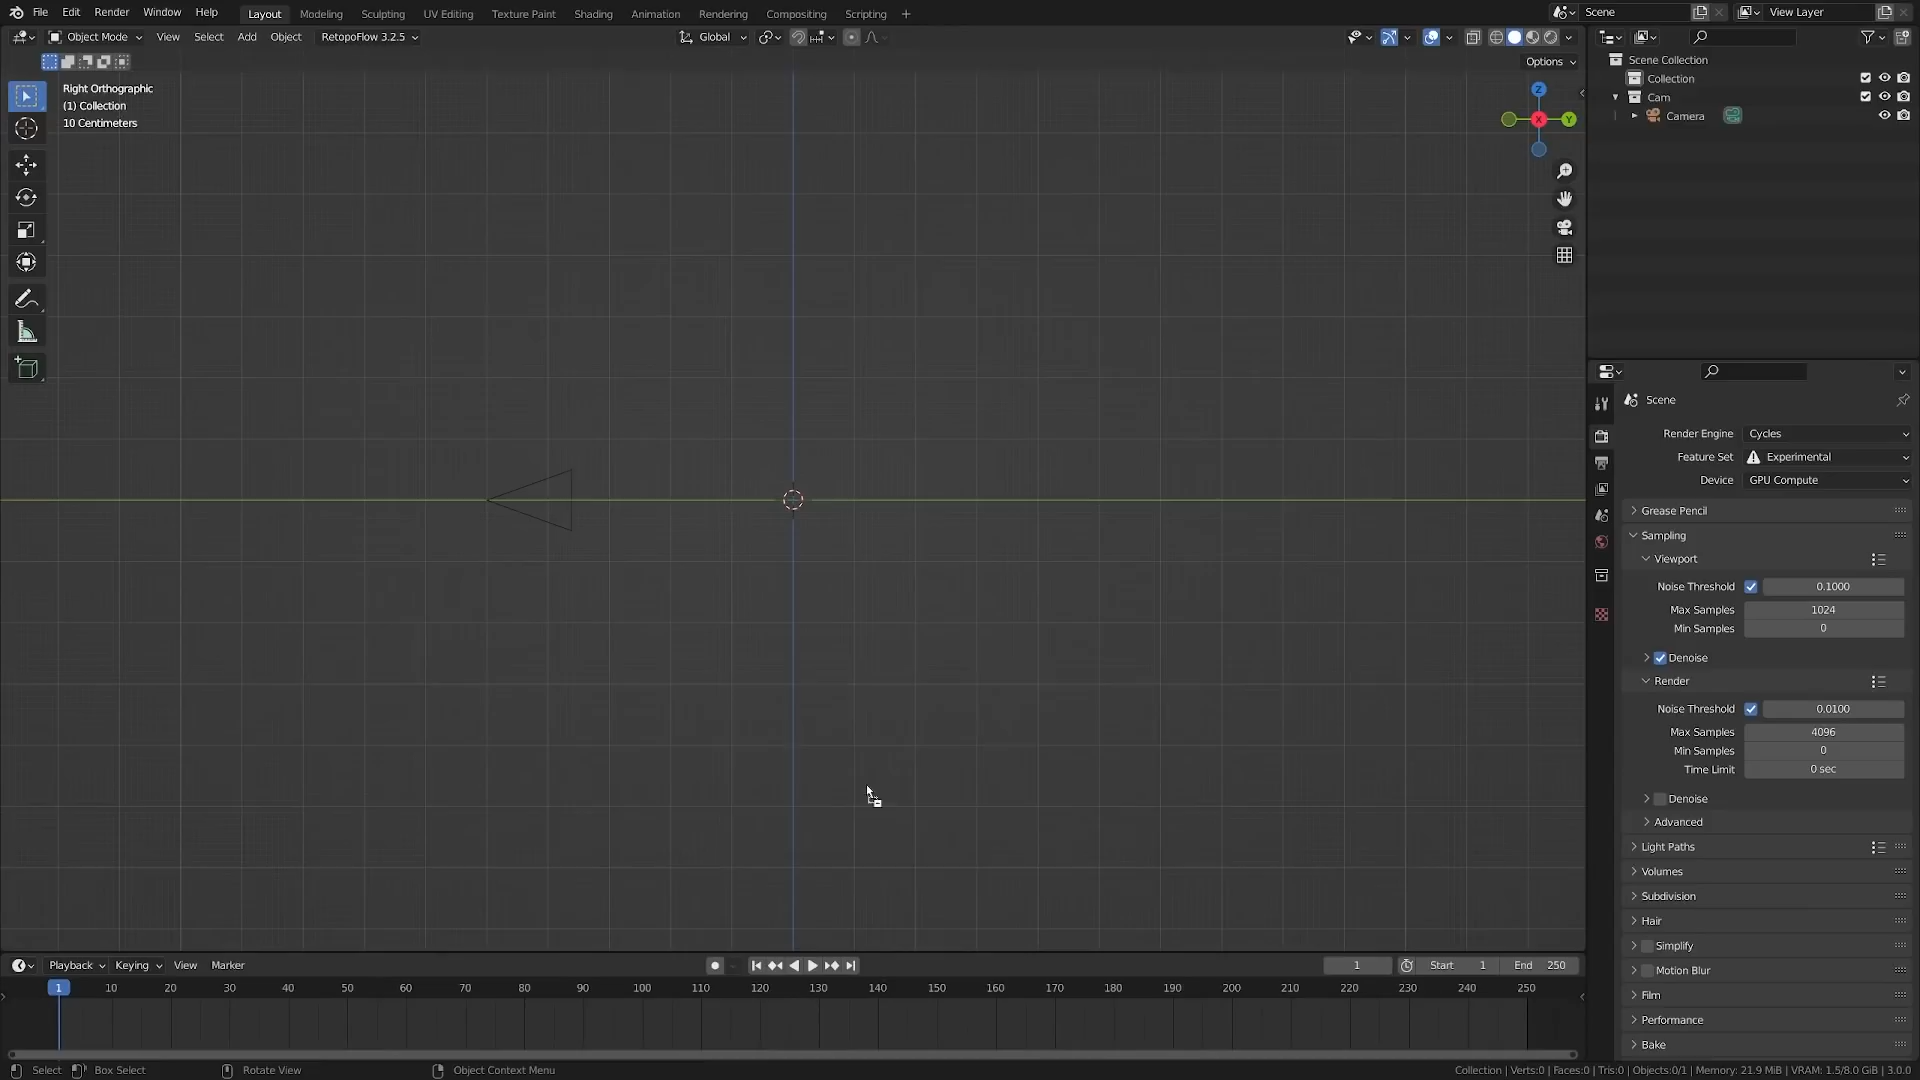 File Edit Render Window Help Layout Modeling Sculpting UV Editing Texture Paint Shading Animation Rendering Compositing Scripting + Scene View Layer
Object Mode View Select Add Object RetopoFlow 3.2.5 Global
Options
Right Orthographic
(1) Collection
10 Centimeters
Z
X
Y
Scene Collection
Collection
Cam
Camera
Scene
Render Engine Cycles
Feature Set Experimental
Device GPU Compute
Grease Pencil
Sampling
Viewport
Noise Threshold 0.1000
Max Samples 1024
Min Samples 0
Denoise
Render
Noise Threshold 0.0100
Max Samples 4096
Min Samples 0
Time Limit 0 sec
Denoise
Advanced
Light Paths
Volumes
Subdivision
Hair
Simplify
Motion Blur
Film
Performance
Bake
Playback Keying View Marker 1 Start 1 End 250
1 10 20 30 40 50 60 70 80 90 100 110 120 130 140 150 160 170 180 190 200 210 220 230 240 250
Select Box Select Rotate View Object Context Menu Collection | Verts:0 | Faces:0 | Tris:0 | Objects:0/1 | Memory: 21.9 MiB | VRAM: 1.5/8.0 GiB | 3.0.0